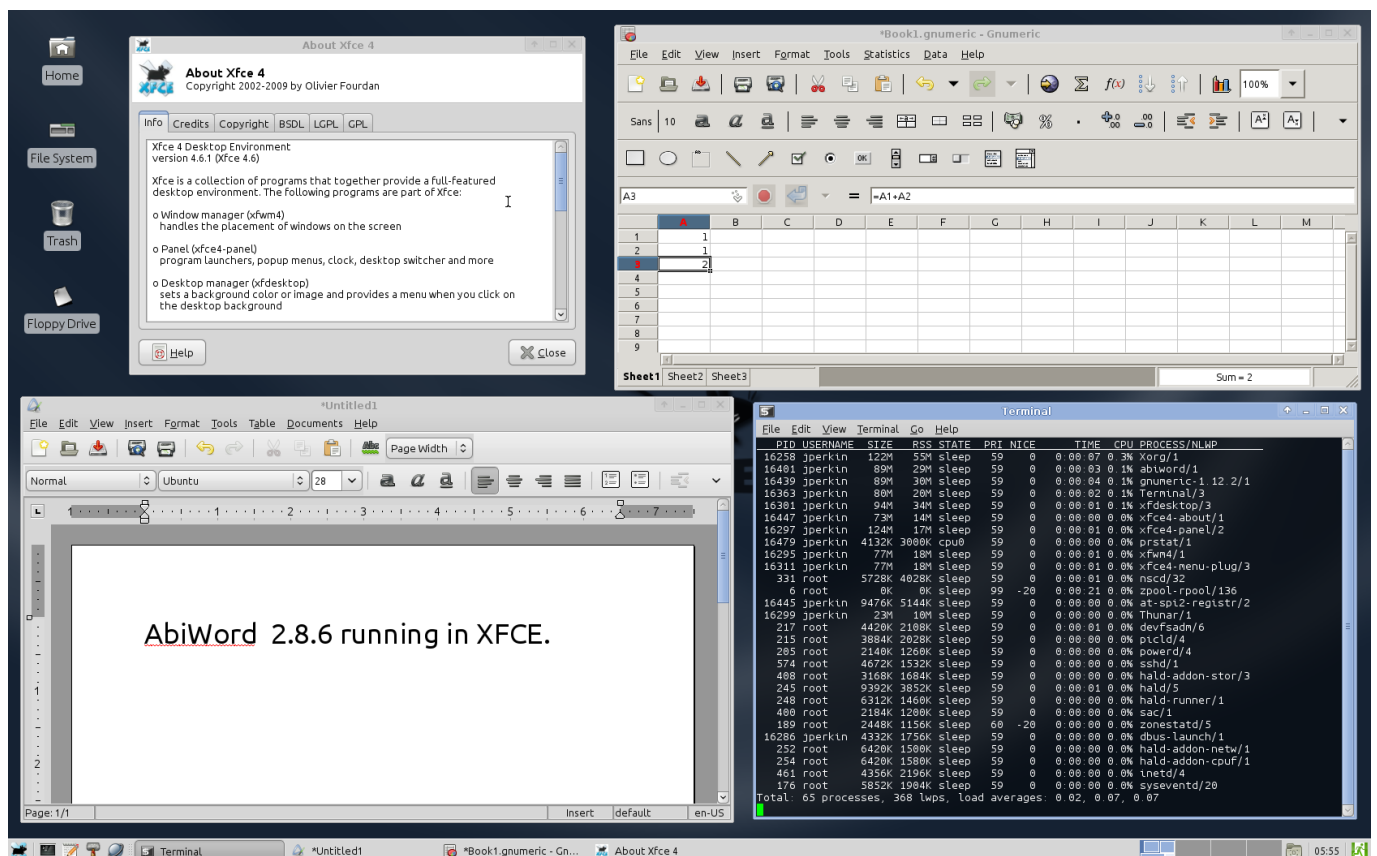 Home
File System
Trash
Floppy Drive
About Xfce 4
About Xfce 4
Copyright 2002-2009 by Olivier Fourdan
Info Credits Copyright BSDL LGPL GPL
Xfce 4 Desktop Environment
version 4.6.1 (Xfce 4.6)
Xfce is a collection of programs that together provide a full-featured
desktop environment. The following programs are part of Xfce:
o Window manager (xfwm4)
handles the placement of windows on the screen
o Panel (xfce4-panel)
program launchers, popup menus, clock, desktop switcher and more
o Desktop manager (xfdesktop)
sets a background color or image and provides a menu when you click on
the desktop background
Help Close
*Book1.gnumeric - Gnumeric
File Edit View Insert Format Tools Statistics Data Help
f(x) 100%
Sans 10 a a a % .0 .00 .00 .0 A² A₂
OK
A3 = =A1+A2
A B C D E F G H I J K L M
1 1
2 1
3 2
4
5
6
7
8
9
Sheet1 Sheet2 Sheet3 Sum = 2
*Untitled1
File Edit View Insert Format Tools Table Documents Help
Abc Page Width
Normal Ubuntu 28 a a a
L 1 1 2 3 4 5 6 7
1
2
AbiWord 2.8.6 running in XFCE.
Page: 1/1 Insert default en-US
Terminal
File Edit View Terminal Go Help
PID USERNAME SIZE RSS STATE PRI NICE TIME CPU PROCESS/NLWP
16258 jperkin 122M 55M sleep 59 0 0:00:07 0.3% Xorg/1
16401 jperkin 89M 29M sleep 59 0 0:00:03 0.1% abiword/1
16439 jperkin 89M 30M sleep 59 0 0:00:04 0.1% gnumeric-1.12.2/1
16363 jperkin 80M 20M sleep 59 0 0:00:02 0.1% Terminal/3
16301 jperkin 94M 34M sleep 59 0 0:00:01 0.1% xfdesktop/3
16447 jperkin 73M 14M sleep 59 0 0:00:00 0.0% xfce4-about/1
16297 jperkin 124M 17M sleep 59 0 0:00:01 0.0% xfce4-panel/2
16479 jperkin 4132K 3000K cpu0 59 0 0:00:00 0.0% prstat/1
16295 jperkin 77M 18M sleep 59 0 0:00:01 0.0% xfwm4/1
16311 jperkin 77M 18M sleep 59 0 0:00:01 0.0% xfce4-menu-plug/3
331 root 5728K 4028K sleep 59 0 0:00:01 0.0% nscd/32
6 root 0K 0K sleep 99 -20 0:00:21 0.0% zpool-rpool/136
16445 jperkin 9476K 5144K sleep 59 0 0:00:00 0.0% at-spi2-registr/2
16299 jperkin 23M 10M sleep 59 0 0:00:00 0.0% Thunar/1
217 root 4420K 2108K sleep 59 0 0:00:01 0.0% devfsadm/6
215 root 3884K 2028K sleep 59 0 0:00:00 0.0% picld/4
205 root 2140K 1260K sleep 59 0 0:00:00 0.0% powerd/4
574 root 4672K 1532K sleep 59 0 0:00:00 0.0% sshd/1
408 root 3168K 1684K sleep 59 0 0:00:00 0.0% hald-addon-stor/3
245 root 9392K 3852K sleep 59 0 0:00:01 0.0% hald/5
248 root 6312K 1460K sleep 59 0 0:00:00 0.0% hald-runner/1
400 root 2184K 1200K sleep 59 0 0:00:00 0.0% sac/1
189 root 2448K 1156K sleep 60 -20 0:00:00 0.0% zonestatd/5
16286 jperkin 4332K 1756K sleep 59 0 0:00:00 0.0% dbus-launch/1
252 root 6420K 1500K sleep 59 0 0:00:00 0.0% hald-addon-netw/1
254 root 6420K 1580K sleep 59 0 0:00:00 0.0% hald-addon-cpuf/1
461 root 4356K 2196K sleep 59 0 0:00:00 0.0% inetd/4
176 root 5852K 1904K sleep 59 0 0:00:00 0.0% syseventd/20
Total: 65 processes, 368 lwps, load averages: 0.02, 0.07, 0.07
Terminal *Untitled1 *Book1.gnumeric - Gn... About Xfce 4 05:55